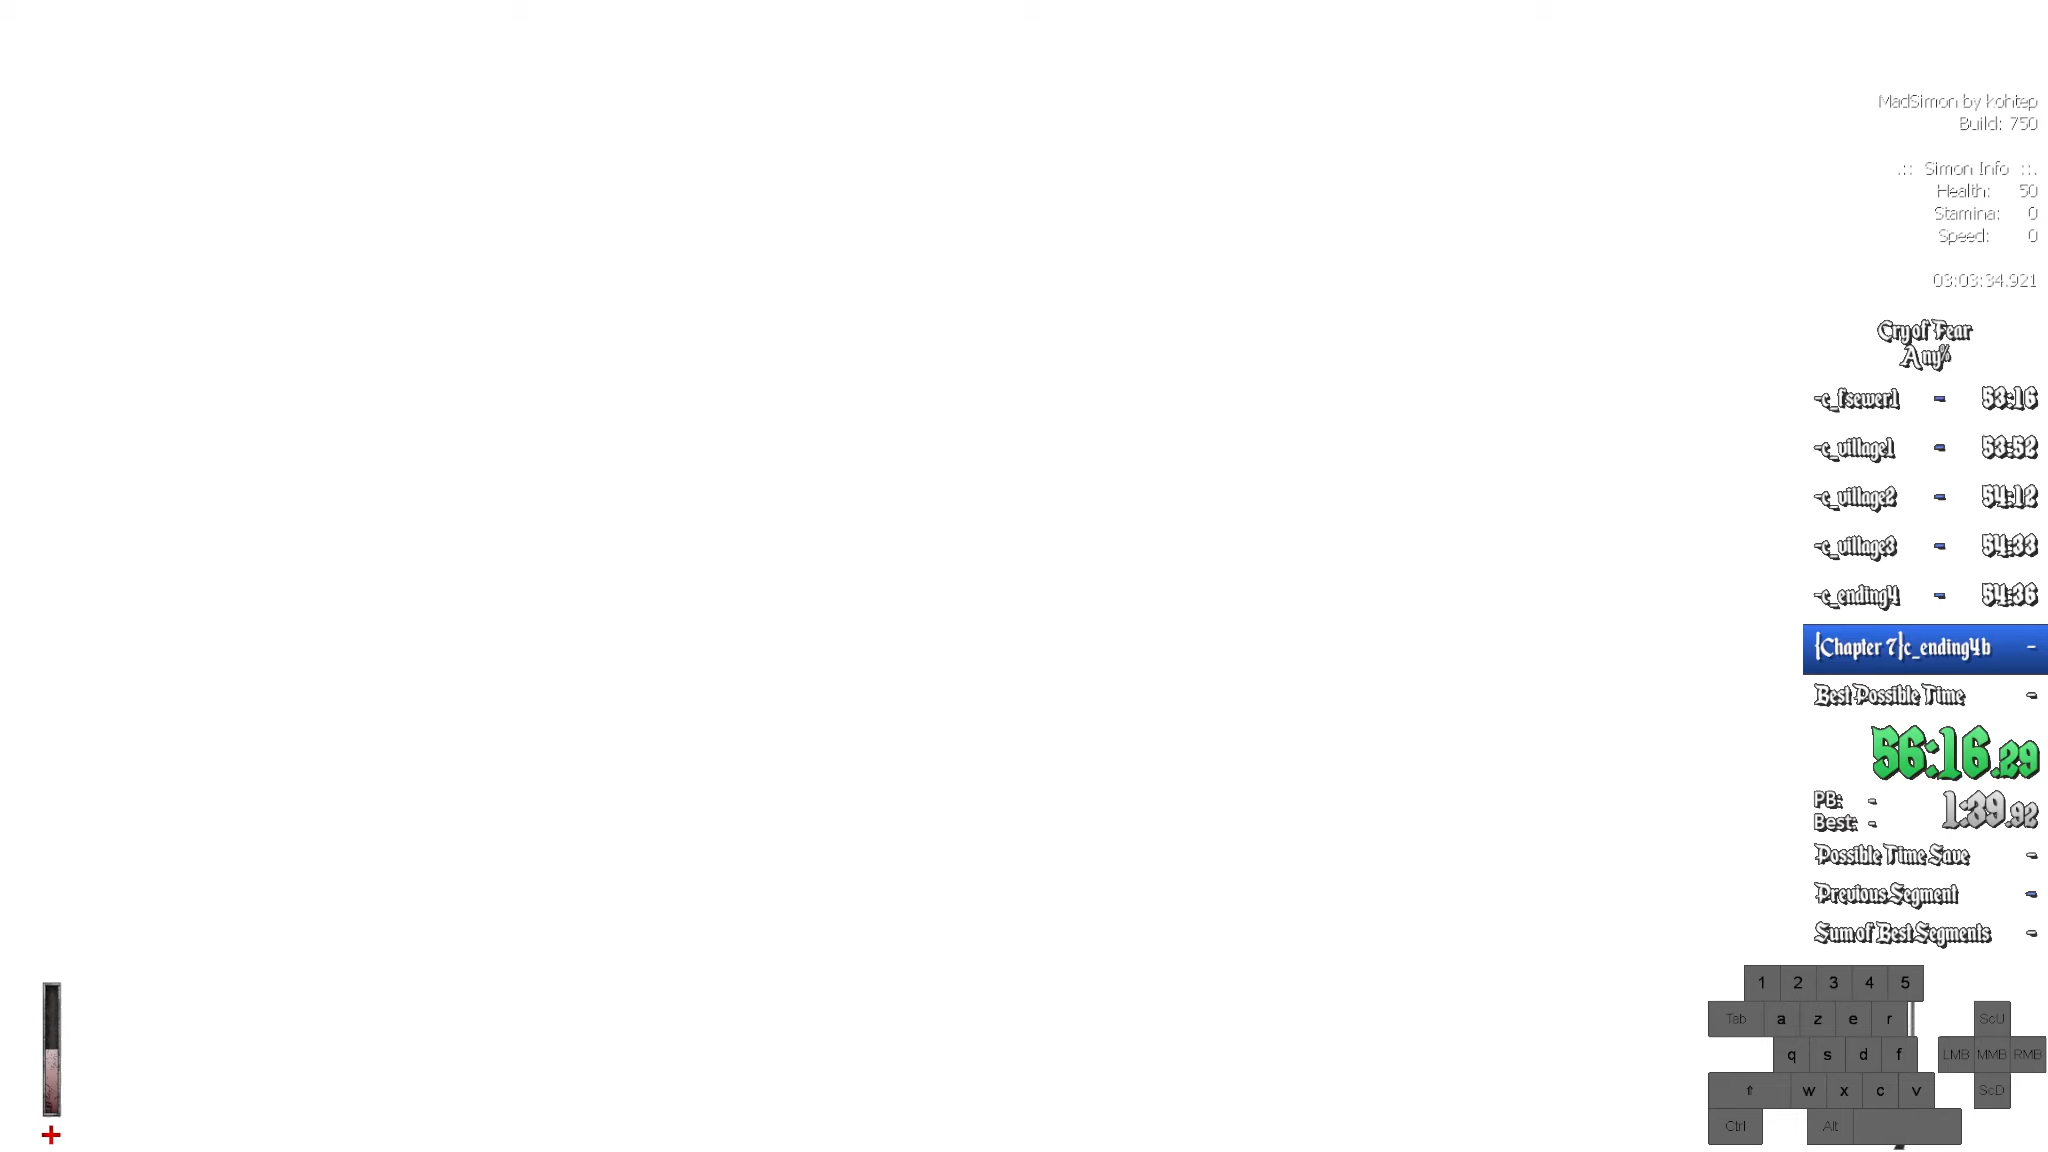 MadSimon by kohtep
Build: 750
.:: Simon Info ::.
Health: 50
Stamina: 0
Speed: 0
03:03:34.921
Cry of Fear
Any%
-c_fsewer1 - 53:16
-c_village1 - 53:52
-c_village2 - 54:12
-c_village3 - 54:33
-c_ending4 - 54:36
{Chapter 7}c_ending4b -
Best Possible Time -
56:16.29
PB: -
Best: -
1:39.92
Possible Time Save -
Previous Segment -
Sum of Best Segments -
1 2 3 4 5
Tab a z e r ScU
q s d f LMB MMB RMB
⇑ w x c v ScD
Ctrl Alt